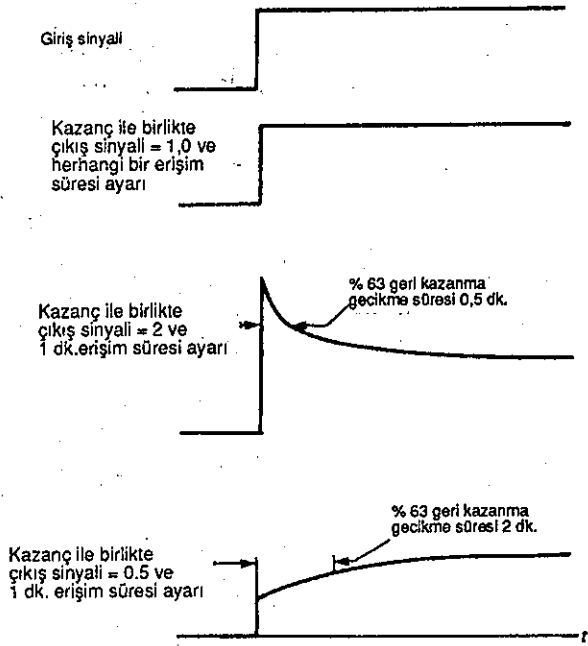 Giriş sinyali
Kazanç ile birlikte
çıkış sinyali = 1,0 ve
herhangi bir erişim
süresi ayarı
% 63 geri kazanma
gecikme süresi 0,5 dk.
Kazanç ile birlikte
çıkış sinyali = 2 ve
1 dk.erişim süresi ayarı
% 63 geri kazanma
gecikme süresi 2 dk.
Kazanç ile birlikte
çıkış sinyali = 0.5 ve
1 dk. erişim süresi ayarı
t